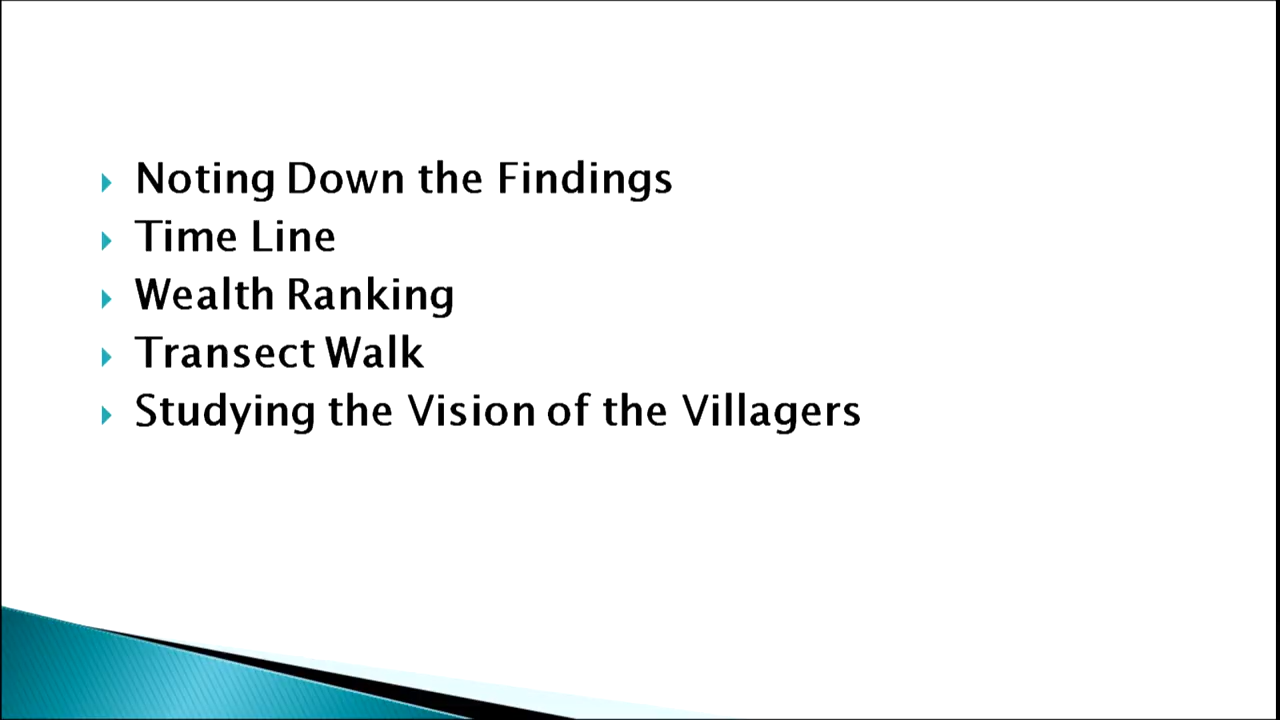 Noting Down the Findings
Time Line
Wealth Ranking
Transect Walk
Studying the Vision of the Villagers